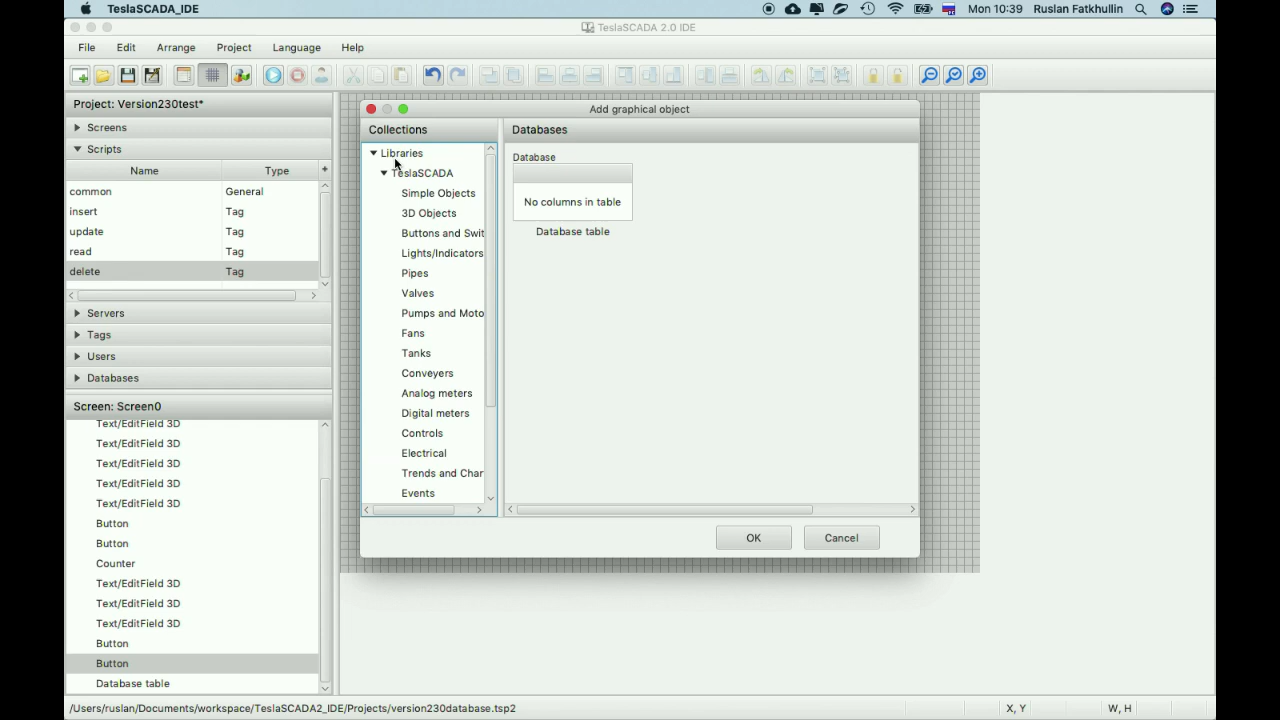 TeslaSCADA_IDE
Mon 10:39 Ruslan Fatkhullin
TeslaSCADA 2.0 IDE
File Edit Arrange Project Language Help
Project: Version230test*
Screens
Scripts
Name Type +
common General
insert Tag
update Tag
read Tag
delete Tag
Servers
Tags
Users
Databases
Screen: Screen0
Text/EditField 3D
Text/EditField 3D
Text/EditField 3D
Text/EditField 3D
Text/EditField 3D
Button
Button
Counter
Text/EditField 3D
Text/EditField 3D
Text/EditField 3D
Button
Button
Database table
Add graphical object
Collections
Libraries
TeslaSCADA
Simple Objects
3D Objects
Buttons and Swit
Lights/Indicators
Pipes
Valves
Pumps and Moto
Fans
Tanks
Conveyers
Analog meters
Digital meters
Controls
Electrical
Trends and Char
Events
Databases
Database
No columns in table
Database table
OK Cancel
/Users/ruslan/Documents/workspace/TeslaSCADA2_IDE/Projects/version230database.tsp2
X, Y W, H